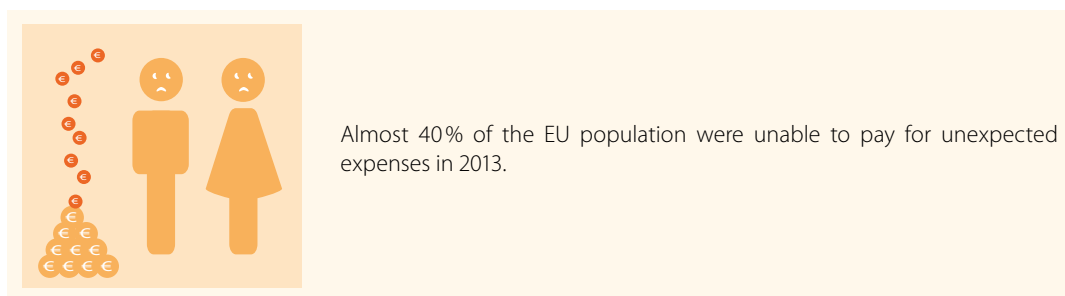 €
€
€
€
€
€
€
€
€
€
€ €
€ € €
€ € € €
Almost 40% of the EU population were unable to pay for unexpected
expenses in 2013.